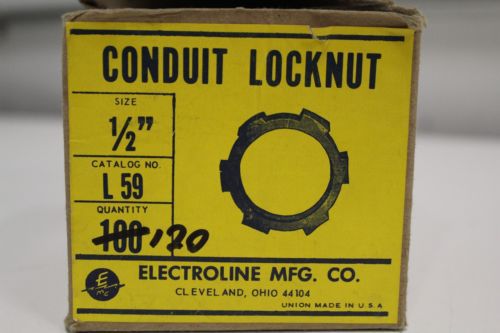 CONDUIT LOCKNUT
SIZE
1/2"
CATALOG NO.
L 59
QUANTITY
100 120
E
M C
ELECTROLINE MFG. CO.
CLEVELAND, OHIO 44104
UNION MADE IN U.S.A